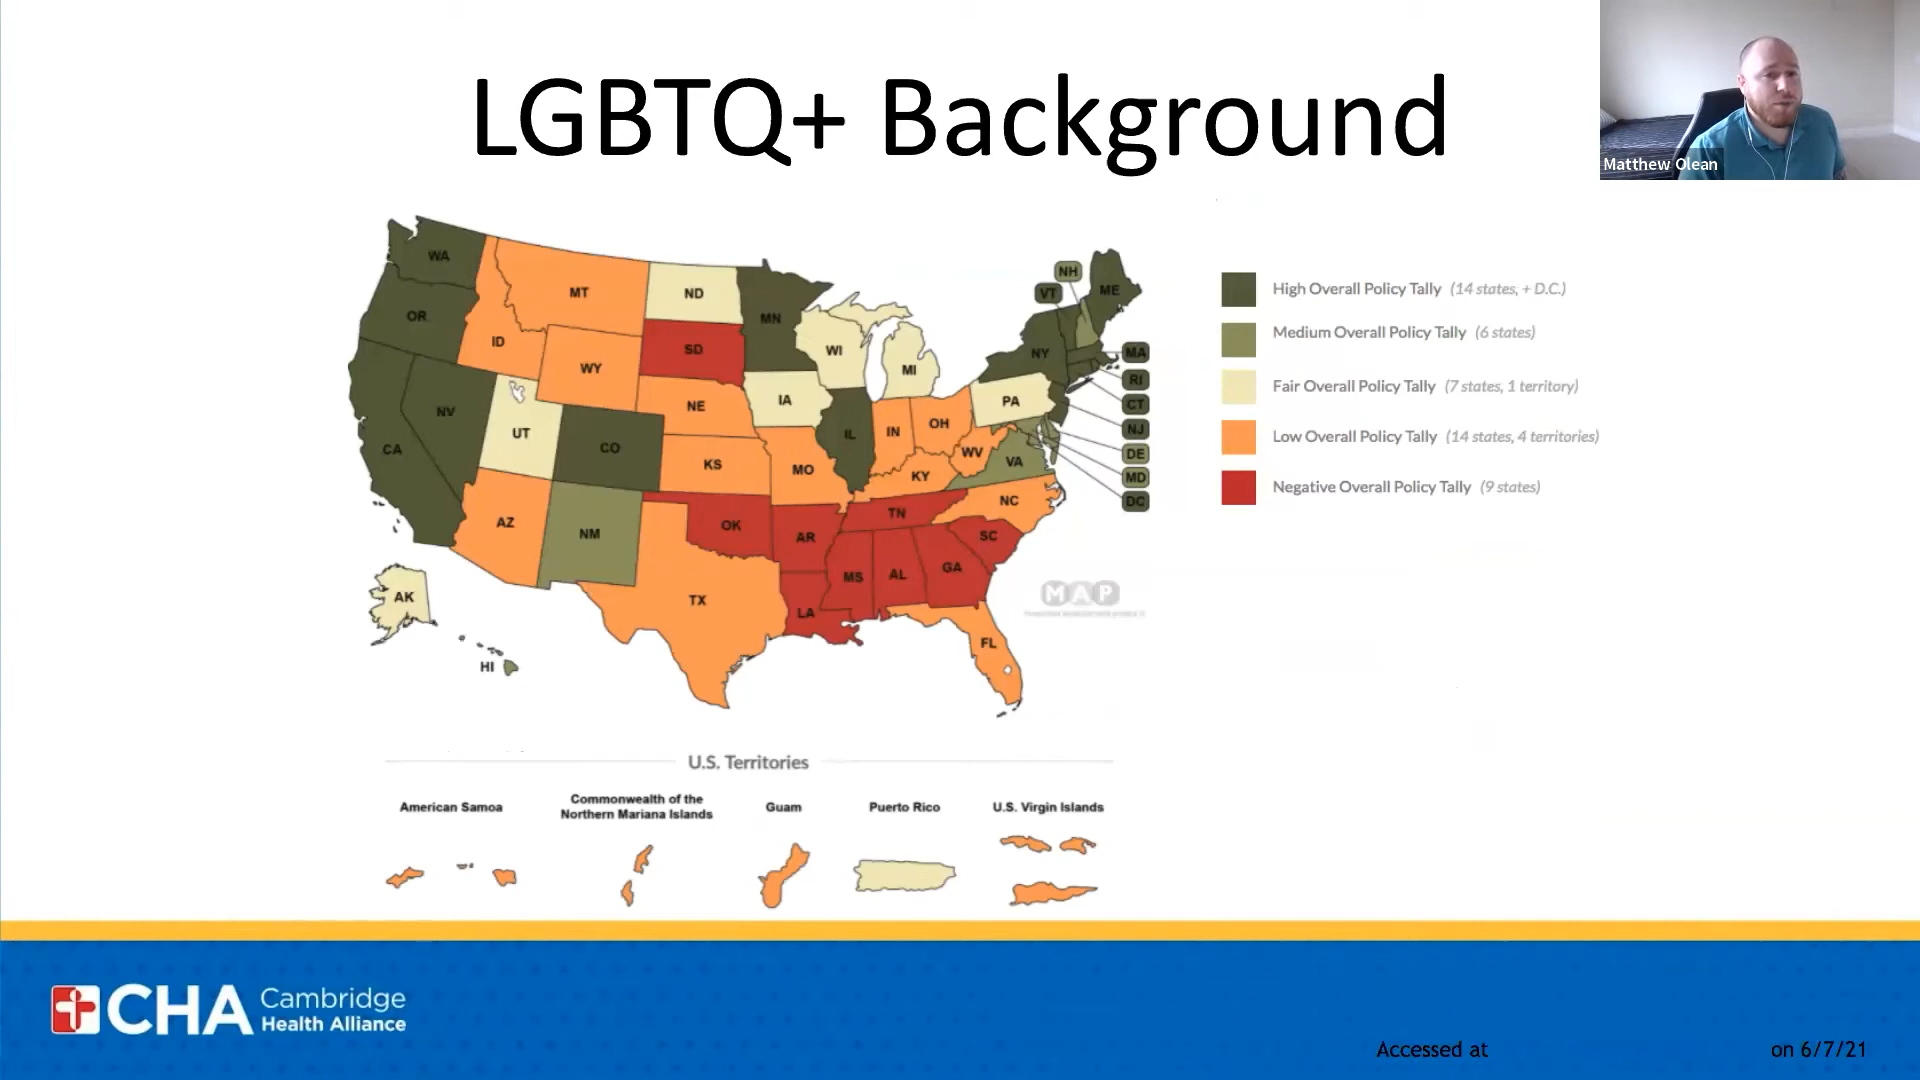 LGBTQ+ Background
Matthew Olean
WA
OR
CA
NV
ID
MT
WY
UT
AZ
CO
NM
ND
SD
NE
KS
OK
TX
MN
IA
MO
AR
LA
WI
IL
MI
IN
OH
KY
TN
MS
AL
GA
SC
NC
FL
WV
VA
PA
NY
VT
NH
ME
MA
RI
CT
NJ
DE
MD
DC
AK
HI
MAP
High Overall Policy Tally (14 states, + D.C.)
Medium Overall Policy Tally (6 states)
Fair Overall Policy Tally (7 states, 1 territory)
Low Overall Policy Tally (14 states, 4 territories)
Negative Overall Policy Tally (9 states)
U.S. Territories
American Samoa
Commonwealth of the
Northern Mariana Islands
Guam
Puerto Rico
U.S. Virgin Islands
CHA Cambridge
Health Alliance
Accessed at on 6/7/21